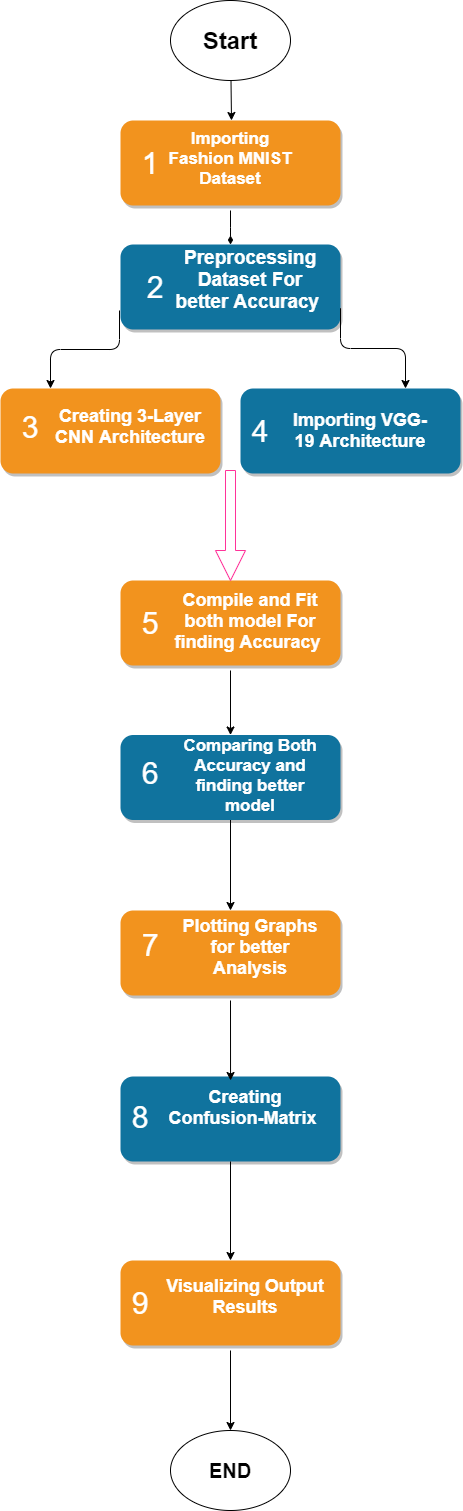 Start
1
Importing
Fashion MNIST
Dataset
2
Preprocessing
Dataset For
better Accuracy
3
Creating 3-Layer
CNN Architecture
4
Importing VGG-
19 Architecture
5
Compile and Fit
both model For
finding Accuracy
6
Comparing Both
Accuracy and
finding better
model
7
Plotting Graphs
for better
Analysis
8
Creating
Confusion-Matrix
9
Visualizing Output
Results
END